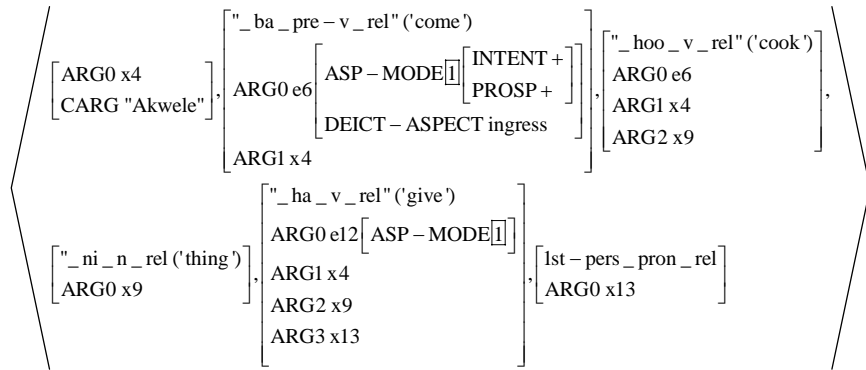 [ARG0 x4
CARG "Akwele"],
["_ba_pre–v_rel" ('come')
ARG0 e6 [ASP–MODE [1] [INTENT +
PROSP +]
DEICT–ASPECT ingress]
ARG1 x4],
["_hoo_v_rel" ('cook')
ARG0 e6
ARG1 x4
ARG2 x9],
["_ni_n_rel ('thing')
ARG0 x9],
["_ha_v_rel" ('give')
ARG0 e12 [ASP–MODE [1]]
ARG1 x4
ARG2 x9
ARG3 x13],
[1st–pers_pron_rel
ARG0 x13]